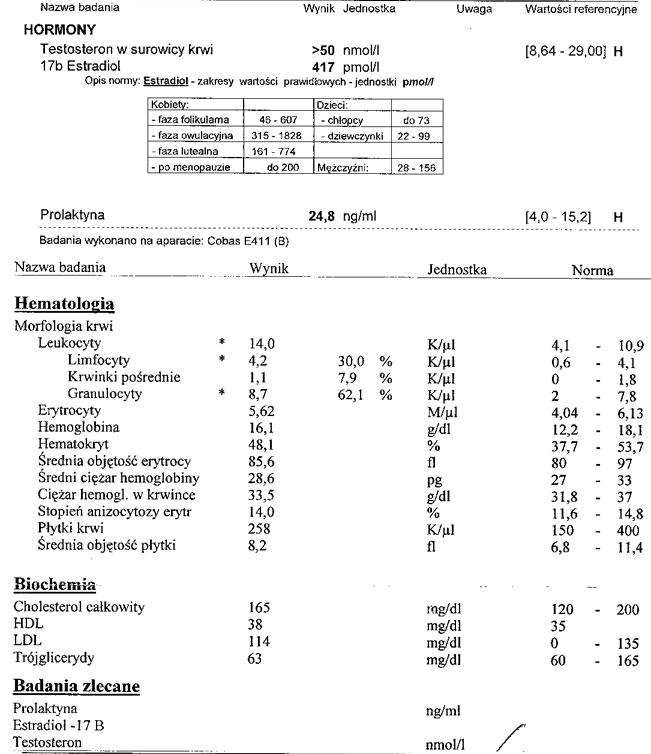 Nazwa badania Wynik Jednostka Uwaga Wartości referencyjne
HORMONY
Testosteron w surowicy krwi >50 nmol/l [8,64 - 29,00] H
17b Estradiol 417 pmol/l
Opis normy: Estradiol - zakresy wartości prawidłowych - jednostki pmol/l
Kobiety: Dzieci:
- faza folikularna 46 - 607 - chłopcy do 73
- faza owulacyjna 315 - 1828 - dziewczynki 22 - 99
- faza lutealna 161 - 774
- po menopauzie do 200 Mężczyźni: 28 - 156
Prolaktyna 24,8 ng/ml [4,0 - 15,2] H
Badania wykonano na aparacie: Cobas E411 (B)
Nazwa badania Wynik Jednostka Norma
Hematologia
Morfologia krwi
Leukocyty * 14,0 K/µl 4,1 - 10,9
Limfocyty * 4,2 30,0 % K/µl 0,6 - 4,1
Krwinki pośrednie 1,1 7,9 % K/µl 0 - 1,8
Granulocyty * 8,7 62,1 % K/µl 2 - 7,8
Erytrocyty 5,62 M/µl 4,04 - 6,13
Hemoglobina 16,1 g/dl 12,2 - 18,1
Hematokryt 48,1 % 37,7 - 53,7
Średnia objętość erytrocy 85,6 fl 80 - 97
Średni ciężar hemoglobiny 28,6 pg 27 - 33
Ciężar hemogl. w krwince 33,5 g/dl 31,8 - 37
Stopień anizocytozy erytr 14,0 % 11,6 - 14,8
Płytki krwi 258 K/µl 150 - 400
Średnia objętość płytki 8,2 fl 6,8 - 11,4
Biochemia
Cholesterol całkowity 165 mg/dl 120 - 200
HDL 38 mg/dl 35
LDL 114 mg/dl 0 - 135
Trójglicerydy 63 mg/dl 60 - 165
Badania zlecane
Prolaktyna ng/ml
Estradiol -17 B
Testosteron nmol/l